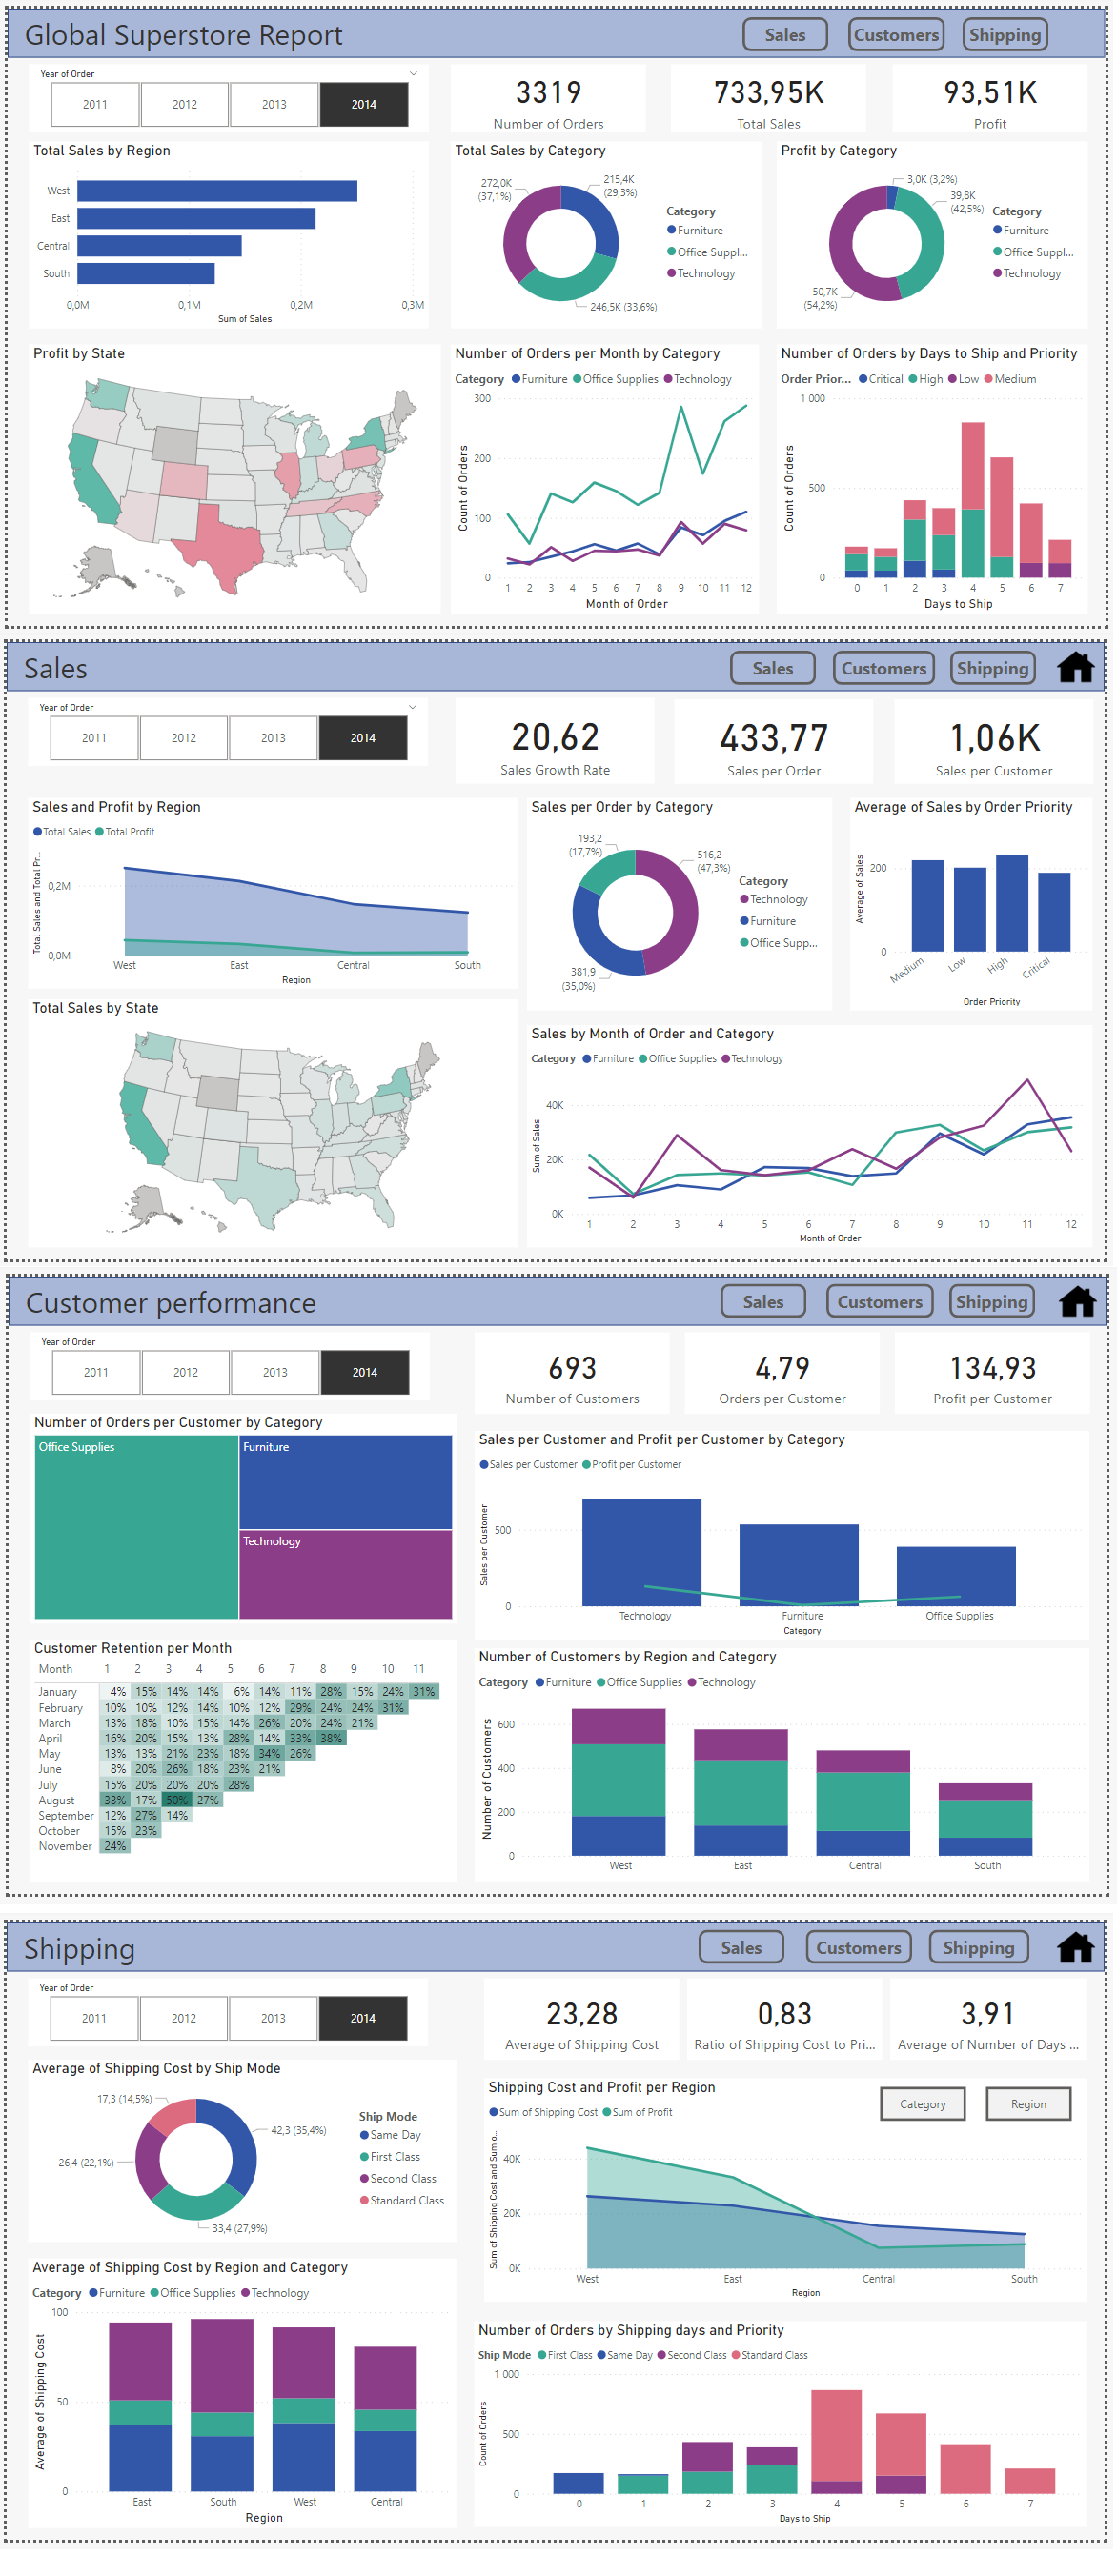 Global Superstore Report
Sales Customers Shipping
Year of Order
2011 2012 2013 2014
3319
Number of Orders
733,95K
Total Sales
93,51K
Profit
Total Sales by Region
West
East
Central
South
0,0M 0,1M 0,2M 0,3M
Sum of Sales
Total Sales by Category
272,0K
(37,1%)
215,4K
(29,3%)
246,5K (33,6%)
Category
Furniture
Office Suppl...
Technology
Profit by Category
3,0K (3,2%)
39,8K
(42,5%)
50,7K
(54,2%)
Category
Furniture
Office Suppl...
Technology
Profit by State
Number of Orders per Month by Category
Category Furniture Office Supplies Technology
300
200
100
0
Count of Orders
1 2 3 4 5 6 7 8 9 10 11 12
Month of Order
Number of Orders by Days to Ship and Priority
Order Prior... Critical High Low Medium
1 000
500
0
Count of Orders
0 1 2 3 4 5 6 7
Days to Ship
Sales
Sales Customers Shipping
Year of Order
2011 2012 2013 2014
20,62
Sales Growth Rate
433,77
Sales per Order
1,06K
Sales per Customer
Sales and Profit by Region
Total Sales Total Profit
Total Sales and Total Pr...
0,2M
0,0M
West East Central South
Region
Sales per Order by Category
193,2
(17,7%)
516,2
(47,3%)
381,9
(35,0%)
Category
Technology
Furniture
Office Supp...
Average of Sales by Order Priority
Average of Sales
200
0
Medium Low High Critical
Order Priority
Total Sales by State
Sales by Month of Order and Category
Category Furniture Office Supplies Technology
Sum of Sales
40K
20K
0K
1 2 3 4 5 6 7 8 9 10 11 12
Month of Order
Customer performance
Sales Customers Shipping
Year of Order
2011 2012 2013 2014
693
Number of Customers
4,79
Orders per Customer
134,93
Profit per Customer
Number of Orders per Customer by Category
Office Supplies
Furniture
Technology
Sales per Customer and Profit per Customer by Category
Sales per Customer Profit per Customer
Sales per Customer
500
0
Technology Furniture Office Supplies
Category
Customer Retention per Month
Month 1 2 3 4 5 6 7 8 9 10 11
January 4% 15% 14% 14% 6% 14% 11% 28% 15% 24% 31%
February 10% 10% 12% 14% 10% 12% 29% 24% 24% 31%
March 13% 18% 10% 15% 14% 26% 20% 24% 21%
April 16% 20% 15% 13% 28% 14% 33% 38%
May 13% 13% 21% 23% 18% 34% 26%
June 8% 20% 26% 18% 23% 21%
July 15% 20% 20% 20% 28%
August 33% 17% 50% 27%
September 12% 27% 14%
October 15% 23%
November 24%
Number of Customers by Region and Category
Category Furniture Office Supplies Technology
Number of Customers
600
400
200
0
West East Central South
Shipping
Sales Customers Shipping
Year of Order
2011 2012 2013 2014
23,28
Average of Shipping Cost
0,83
Ratio of Shipping Cost to Pri...
3,91
Average of Number of Days ...
Average of Shipping Cost by Ship Mode
17,3 (14,5%)
42,3 (35,4%)
26,4 (22,1%)
33,4 (27,9%)
Ship Mode
Same Day
First Class
Second Class
Standard Class
Shipping Cost and Profit per Region
Category Region
Sum of Shipping Cost Sum of Profit
Sum of Shipping Cost and Sum o...
40K
20K
0K
West East Central South
Region
Average of Shipping Cost by Region and Category
Category Furniture Office Supplies Technology
Average of Shipping Cost
100
50
0
East South West Central
Region
Number of Orders by Shipping days and Priority
Ship Mode First Class Same Day Second Class Standard Class
Count of Orders
1 000
500
0
0 1 2 3 4 5 6 7
Days to Ship